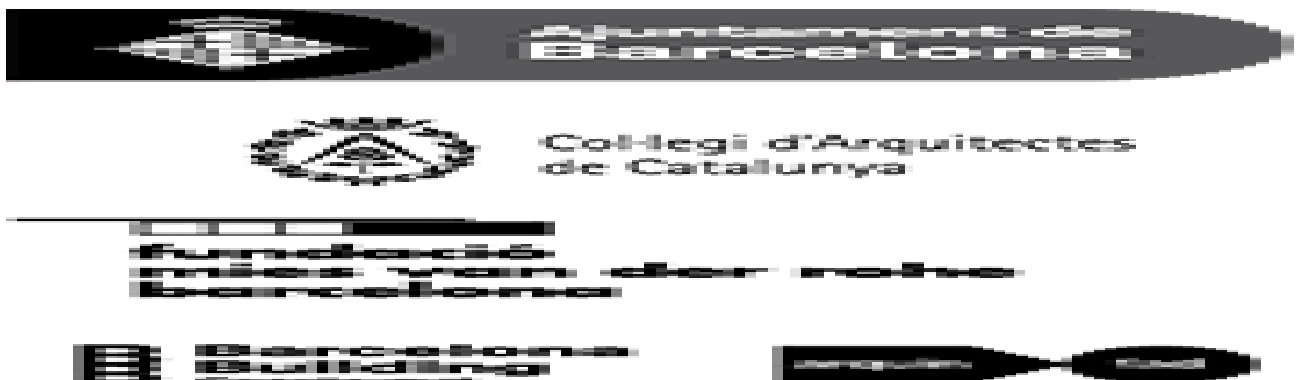 Ajuntament de
Barcelona
Col·legi d'Arquitectes
de Catalunya
fundació
mies van der rohe
barcelona
Barcelona
Building